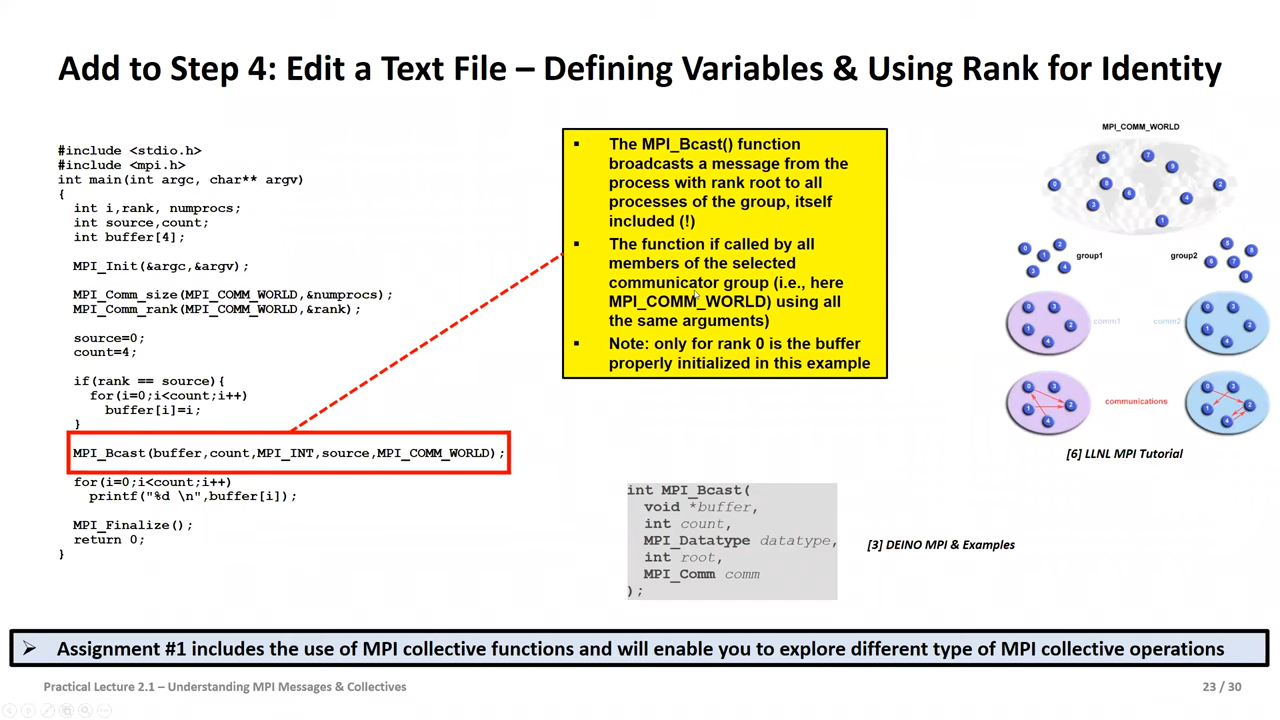 Add to Step 4: Edit a Text File – Defining Variables & Using Rank for Identity
#include <stdio.h>
#include <mpi.h>
int main(int argc, char** argv)
{
int i,rank, numprocs;
int source,count;
int buffer[4];
MPI_Init(&argc,&argv);
MPI_Comm_size(MPI_COMM_WORLD,&numprocs);
MPI_Comm_rank(MPI_COMM_WORLD,&rank);
source=0;
count=4;
if(rank == source){
for(i=0;i<count;i++)
buffer[i]=i;
}
MPI_Bcast(buffer,count,MPI_INT,source,MPI_COMM_WORLD);
for(i=0;i<count;i++)
printf("%d \n",buffer[i]);
MPI_Finalize();
return 0;
}
▪ The MPI_Bcast() function
broadcasts a message from the
process with rank root to all
processes of the group, itself
included (!)
▪ The function if called by all
members of the selected
communicator group (i.e., here
MPI_COMM_WORLD) using all
the same arguments)
▪ Note: only for rank 0 is the buffer
properly initialized in this example
int MPI_Bcast(
void *buffer,
int count,
MPI_Datatype datatype,
int root,
MPI_Comm comm
);
[3] DEINO MPI & Examples
MPI_COMM_WORLD
group1
group2
comm1
comm2
communications
[6] LLNL MPI Tutorial
➢ Assignment #1 includes the use of MPI collective functions and will enable you to explore different type of MPI collective operations
Practical Lecture 2.1 – Understanding MPI Messages & Collectives
23 / 30